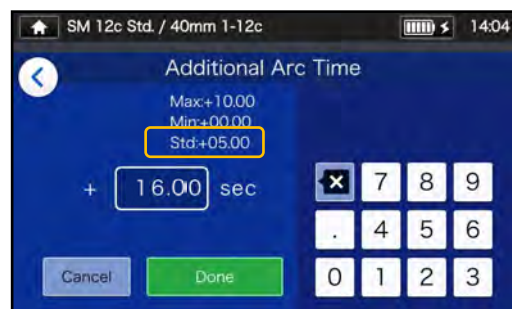 SM 12c Std. / 40mm 1-12c 14:04
Additional Arc Time
Max:+10.00
Min:+00.00
Std:+05.00
+ 16.00 sec
7 8 9
. 4 5 6
0 1 2 3
Cancel Done